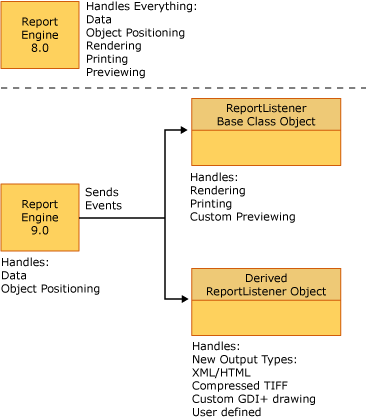 Report
Engine
8.0
Handles Everything:
Data
Object Positioning
Rendering
Printing
Previewing
ReportListener
Base Class Object
Handles:
Rendering
Printing
Custom Previewing
Report
Engine
9.0
Sends
Events
Handles:
Data
Object Positioning
Derived
ReportListener Object
Handles:
New Output Types:
XML/HTML
Compressed TIFF
Custom GDI+ drawing
User defined